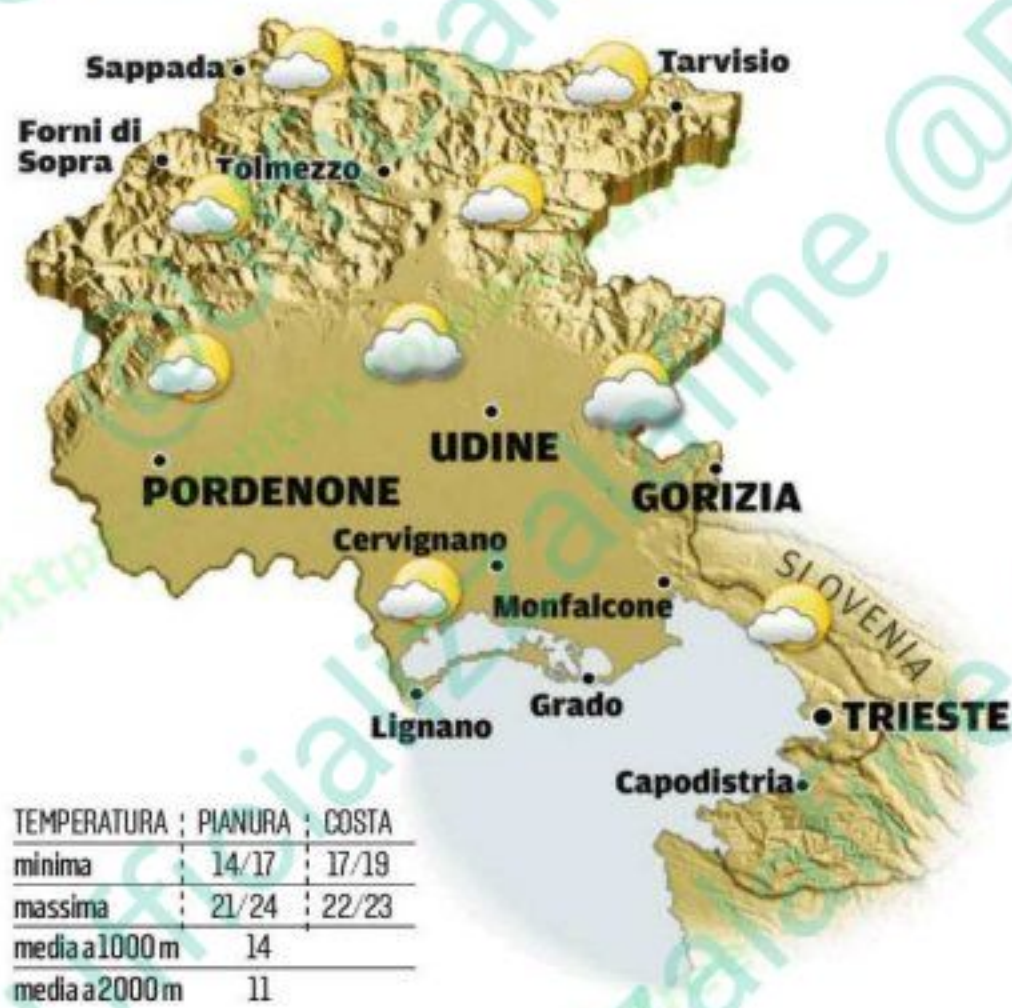 Sappada
Tarvisio
Forni di
Sopra
Tolmezzo
UDINE
PORDENONE
GORIZIA
Cervignano
SLOVENIA
Monfalcone
Grado
Lignano
TRIESTE
Capodistria
TEMPERATURA PIANURA COSTA
minima 14/17 17/19
massima 21/24 22/23
media a 1000 m 14
media a 2000 m 11